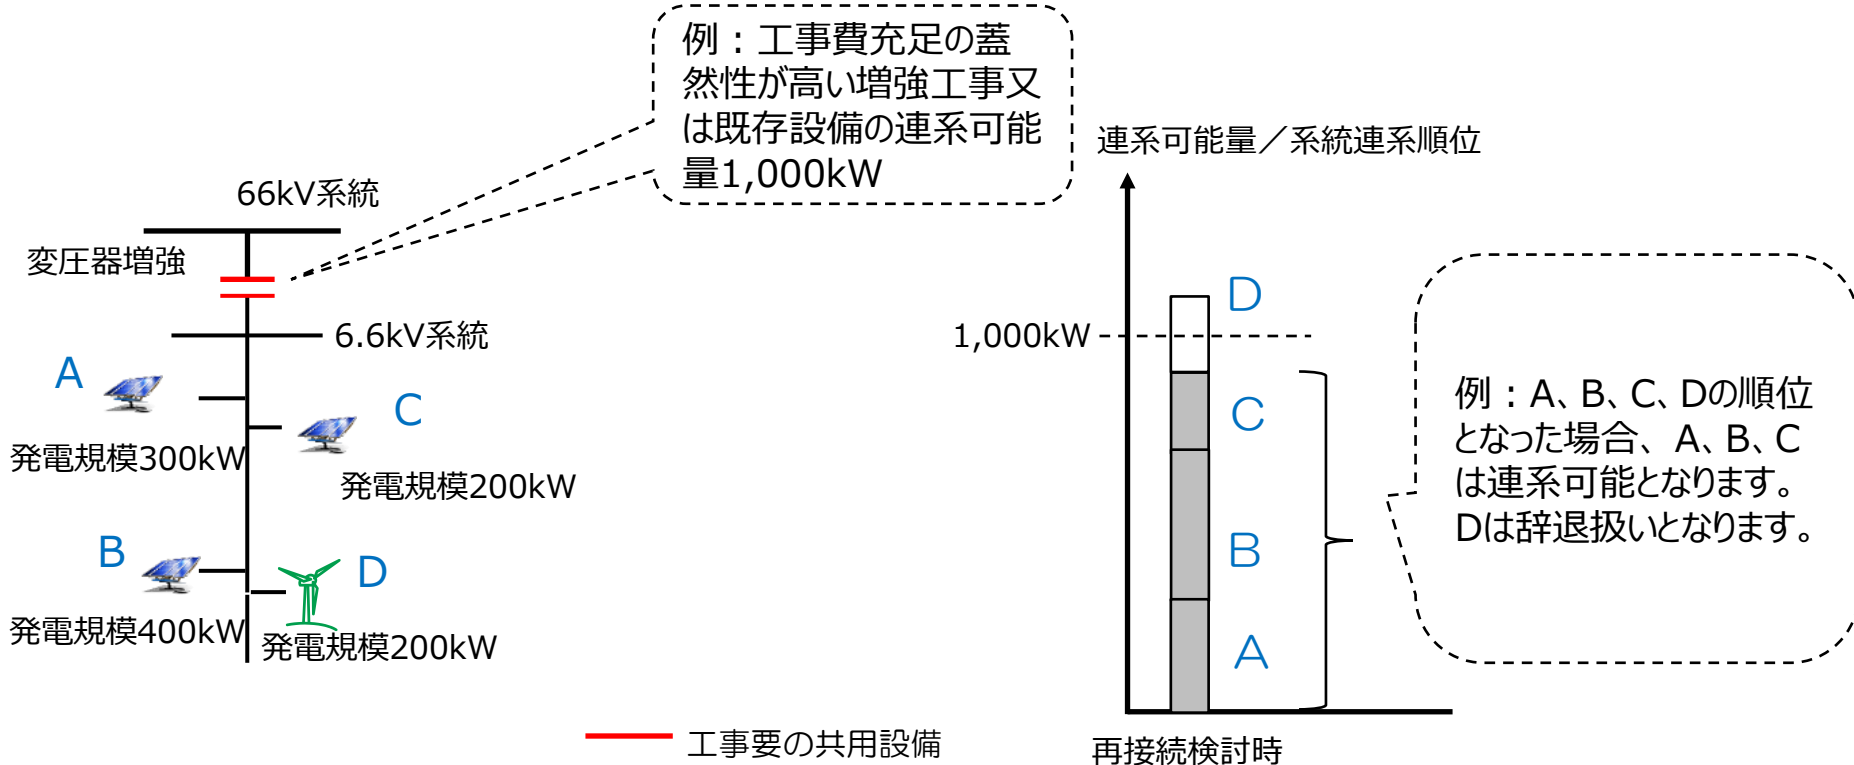 例：工事費充足の蓋
然性が高い増強工事又
は既存設備の連系可能
量1,000kW
66kV系統
変圧器増強
6.6kV系統
A
発電規模300kW
C
発電規模200kW
B
発電規模400kW
D
発電規模200kW
工事要の共用設備
連系可能量／系統連系順位
1,000kW
D
C
B
A
再接続検討時
例：A、B、C、Dの順位
となった場合、A、B、C
は連系可能となります。
Dは辞退扱いとなります。